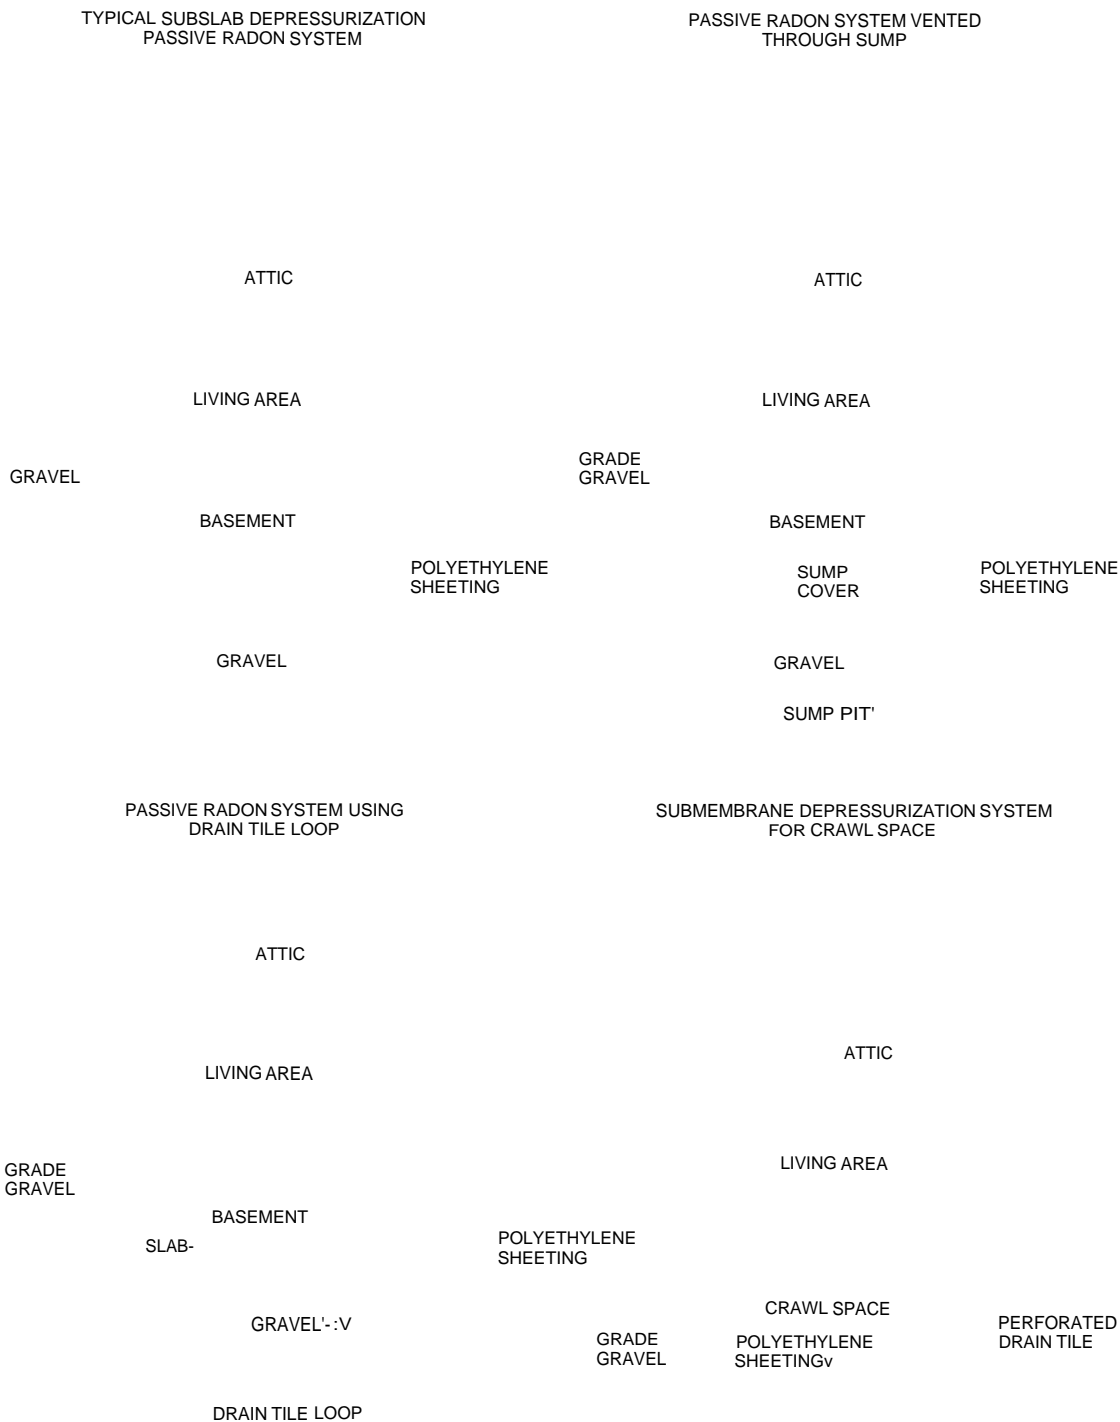 TYPICAL SUBSLAB DEPRESSURIZATION
PASSIVE RADON SYSTEM
ATTIC
LIVING AREA
GRAVEL
BASEMENT
POLYETHYLENE
SHEETING
GRAVEL
PASSIVE RADON SYSTEM VENTED
THROUGH SUMP
ATTIC
LIVING AREA
GRADE
GRAVEL
BASEMENT
SUMP
COVER
POLYETHYLENE
SHEETING
GRAVEL
SUMP PIT'
PASSIVE RADON SYSTEM USING
DRAIN TILE LOOP
ATTIC
LIVING AREA
GRADE
GRAVEL
BASEMENT
SLAB-
POLYETHYLENE
SHEETING
GRAVEL'-:V
DRAIN TILE LOOP
SUBMEMBRANE DEPRESSURIZATION SYSTEM
FOR CRAWL SPACE
ATTIC
LIVING AREA
CRAWL SPACE
GRADE
GRAVEL
POLYETHYLENE
SHEETINGv
PERFORATED
DRAIN TILE